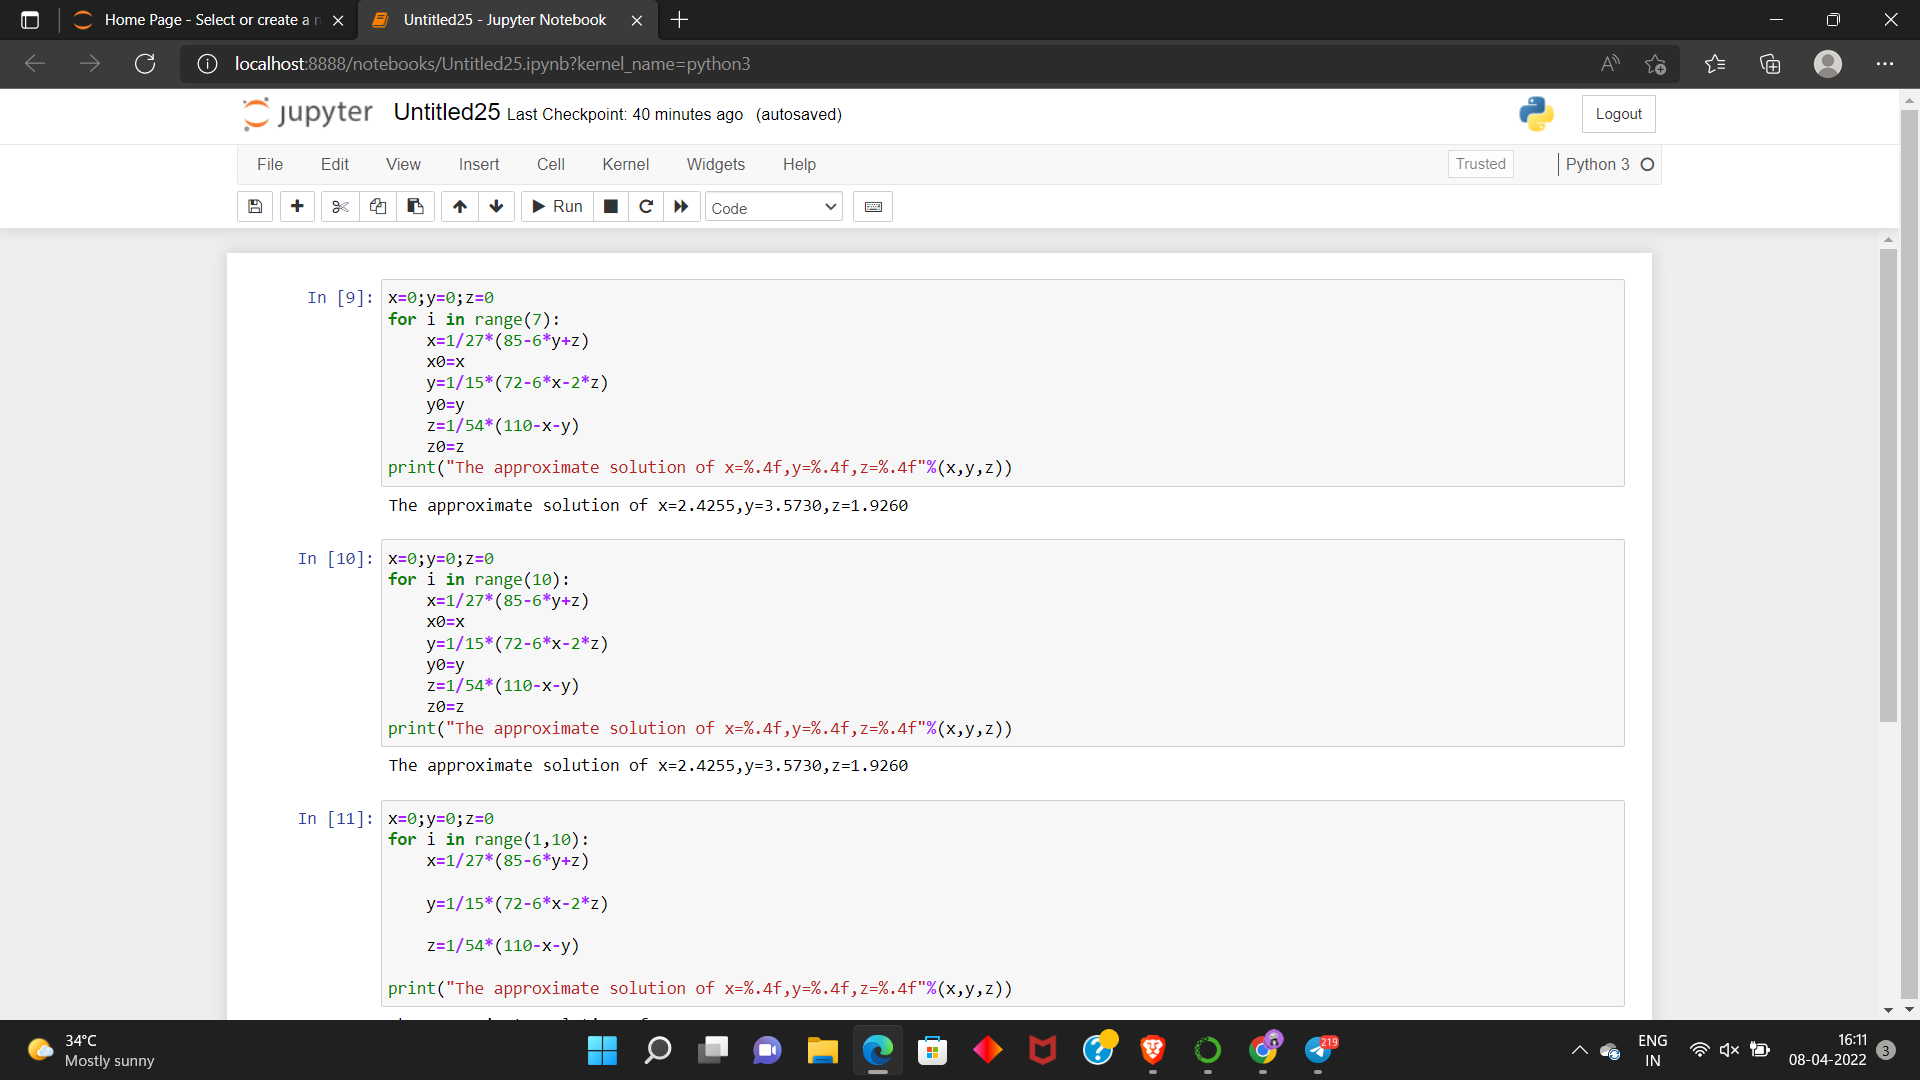 Home Page - Select or create a n
Untitled25 - Jupyter Notebook
localhost:8888/notebooks/Untitled25.ipynb?kernel_name=python3
jupyter Untitled25 Last Checkpoint: 40 minutes ago (autosaved)
Logout
File Edit View Insert Cell Kernel Widgets Help
Trusted Python 3
Run Code
In [9]: x=0;y=0;z=0
for i in range(7):
    x=1/27*(85-6*y+z)
    x0=x
    y=1/15*(72-6*x-2*z)
    y0=y
    z=1/54*(110-x-y)
    z0=z
print("The approximate solution of x=%.4f,y=%.4f,z=%.4f"%(x,y,z))
The approximate solution of x=2.4255,y=3.5730,z=1.9260
In [10]: x=0;y=0;z=0
for i in range(10):
    x=1/27*(85-6*y+z)
    x0=x
    y=1/15*(72-6*x-2*z)
    y0=y
    z=1/54*(110-x-y)
    z0=z
print("The approximate solution of x=%.4f,y=%.4f,z=%.4f"%(x,y,z))
The approximate solution of x=2.4255,y=3.5730,z=1.9260
In [11]: x=0;y=0;z=0
for i in range(1,10):
    x=1/27*(85-6*y+z)
    y=1/15*(72-6*x-2*z)
    z=1/54*(110-x-y)
print("The approximate solution of x=%.4f,y=%.4f,z=%.4f"%(x,y,z))
34°C
Mostly sunny
219
ENG
IN
16:11
08-04-2022
3